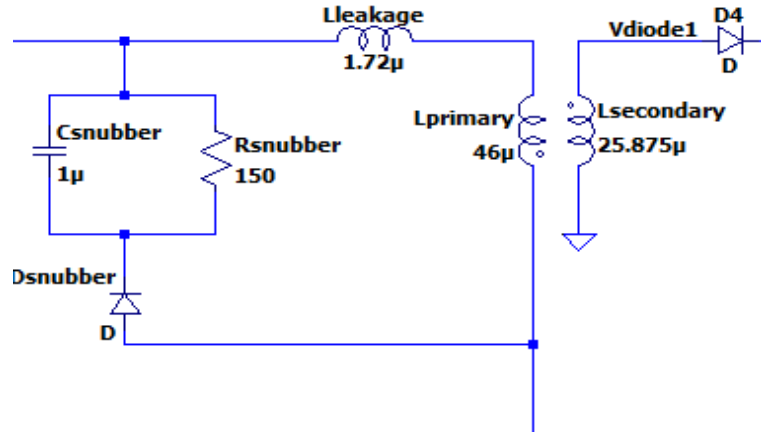 Lleakage
1.72µ
D4
Vdiode1
D
Csnubber
1µ
Rsnubber
150
Lprimary
46µ
Lsecondary
25.875µ
Dsnubber
D